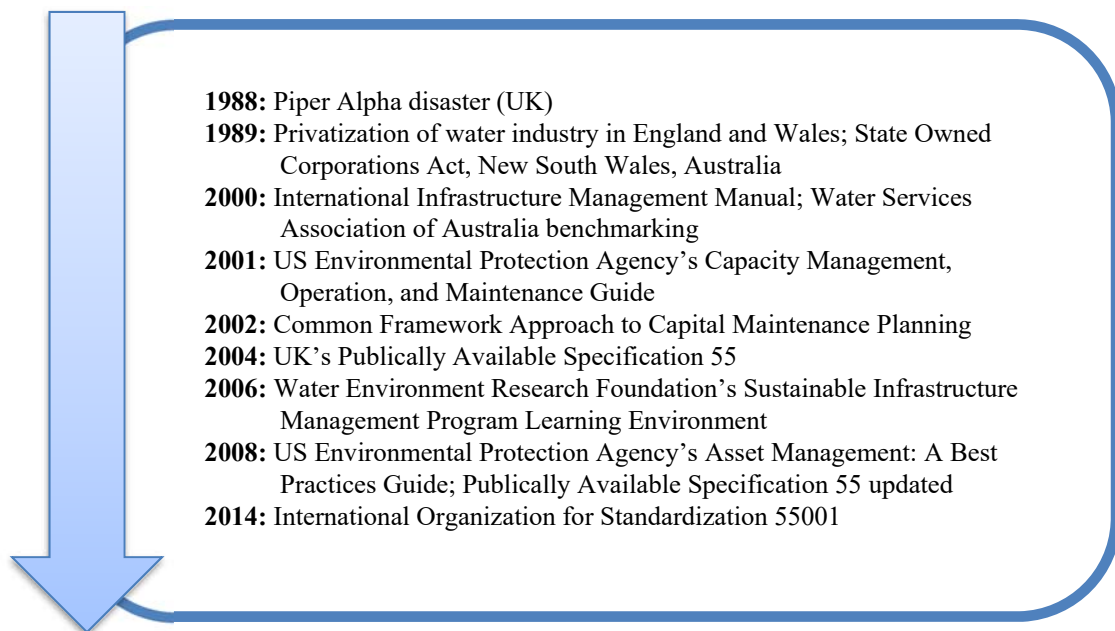 1988: Piper Alpha disaster (UK)
1989: Privatization of water industry in England and Wales; State Owned
Corporations Act, New South Wales, Australia
2000: International Infrastructure Management Manual; Water Services
Association of Australia benchmarking
2001: US Environmental Protection Agency’s Capacity Management,
Operation, and Maintenance Guide
2002: Common Framework Approach to Capital Maintenance Planning
2004: UK’s Publically Available Specification 55
2006: Water Environment Research Foundation’s Sustainable Infrastructure
Management Program Learning Environment
2008: US Environmental Protection Agency’s Asset Management: A Best
Practices Guide; Publically Available Specification 55 updated
2014: International Organization for Standardization 55001